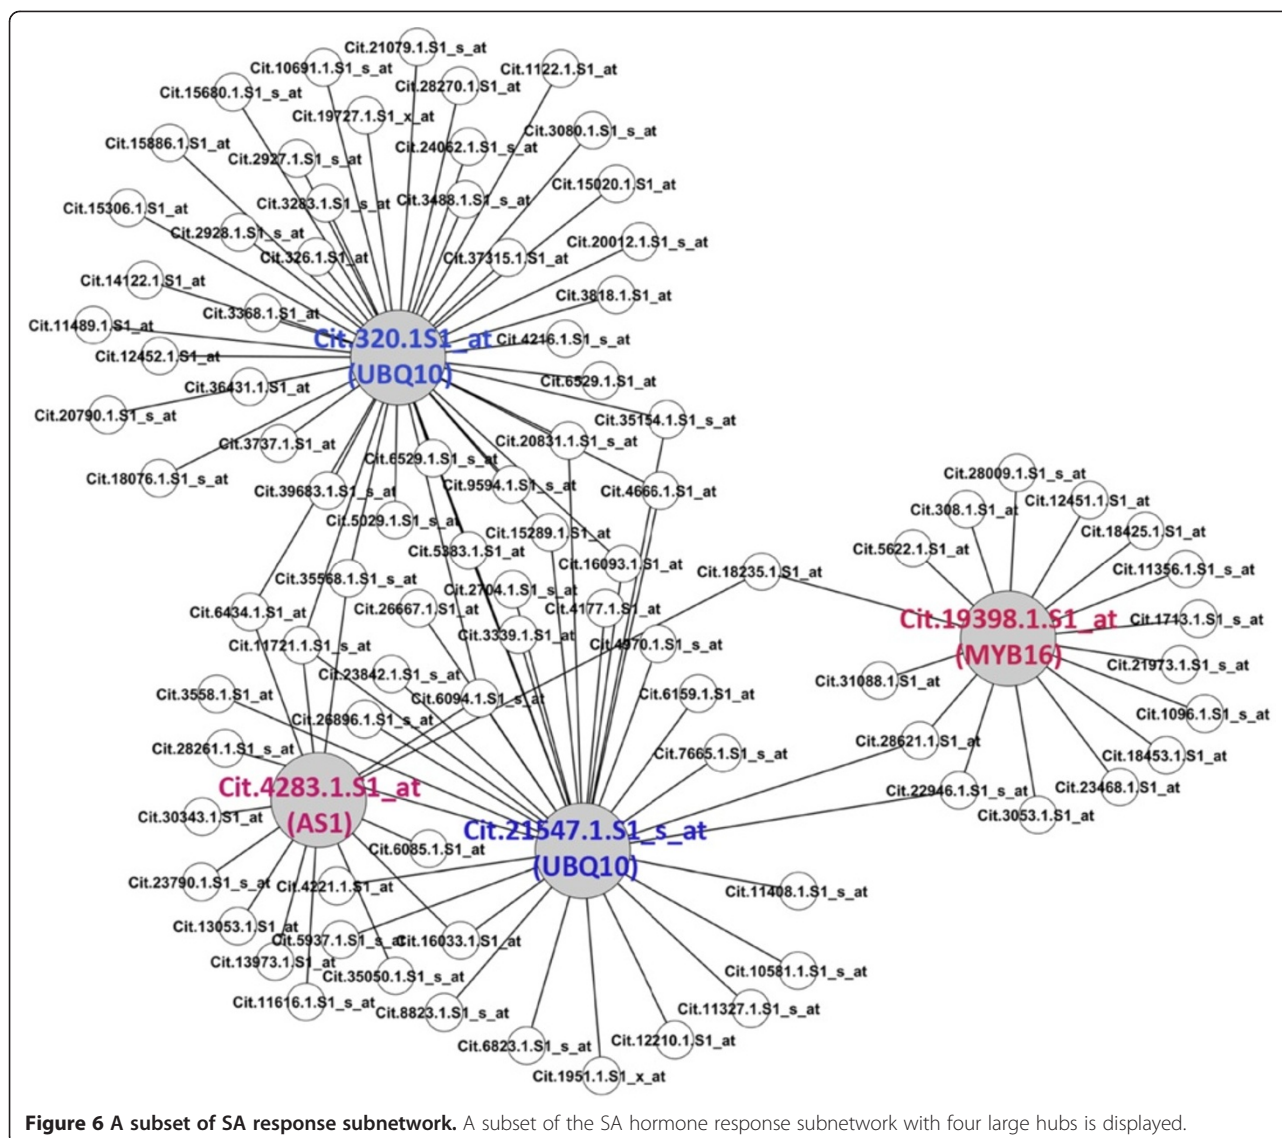 Cit.21079.1.S1_s_at
Cit.10691.1.S1_s_at
Cit.1122.1.S1_at
Cit.28270.1.S1_at
Cit.15680.1.S1_s_at
Cit.19727.1.S1_x_at
Cit.3080.1.S1_s_at
Cit.15886.1.S1_at
Cit.24062.1.S1_s_at
Cit.2927.1.S1_s_at
Cit.15020.1.S1_at
Cit.3283.1.S1_s_at
Cit.3488.1.S1_s_at
Cit.15306.1.S1_at
Cit.2928.1.S1_s_at
Cit.20012.1.S1_s_at
Cit.326.1.S1_at
Cit.37315.1.S1_at
Cit.14122.1.S1_at
Cit.3818.1.S1_at
Cit.3368.1.S1_at
Cit.11489.1.S1_at
Cit.320.1S1_at
(UBQ10)
Cit.4216.1.S1_s_at
Cit.12452.1.S1_at
Cit.6529.1.S1_at
Cit.36431.1.S1_at
Cit.20790.1.S1_s_at
Cit.35154.1.S1_s_at
Cit.3737.1.S1_at
Cit.20831.1.S1_s_at
Cit.6529.1.S1_s_at
Cit.18076.1.S1_s_at
Cit.9594.1.S1_s_at
Cit.39683.1.S1_s_at
Cit.4666.1.S1_at
Cit.28009.1.S1_s_at
Cit.12451.1.S1_at
Cit.308.1.S1_at
Cit.5029.1.S1_s_at
Cit.15289.1.S1_at
Cit.18425.1.S1_at
Cit.5383.1.S1_at
Cit.5622.1.S1_at
Cit.16093.1.S1_at
Cit.18235.1.S1_at
Cit.11356.1.S1_s_at
Cit.35568.1.S1_s_at
Cit.2704.1.S1_s_at
Cit.6434.1.S1_at
Cit.26667.1.S1_at
Cit.4177.1.S1_at
Cit.19398.1.S1_at
(MYB16)
Cit.1713.1.S1_s_at
Cit.3339.1.S1_at
Cit.11721.1.S1_s_at
Cit.4970.1.S1_s_at
Cit.21973.1.S1_s_at
Cit.23842.1.S1_s_at
Cit.31088.1.S1_at
Cit.3558.1.S1_at
Cit.6094.1.S1_s_at
Cit.6159.1.S1_at
Cit.1096.1.S1_s_at
Cit.26896.1.S1_s_at
Cit.28261.1.S1_s_at
Cit.7665.1.S1_s_at
Cit.28621.1.S1_at
Cit.18453.1.S1_at
Cit.4283.1.S1_at
(AS1)
Cit.22946.1.S1_s_at
Cit.23468.1.S1_at
Cit.30343.1.S1_at
Cit.3053.1.S1_at
Cit.21547.1.S1_s_at
(UBQ10)
Cit.6085.1.S1_at
Cit.23790.1.S1_s_at
Cit.4221.1.S1_at
Cit.11408.1.S1_s_at
Cit.13053.1.S1_at
Cit.5937.1.S1_s_at
Cit.16033.1.S1_at
Cit.13973.1.S1_at
Cit.35050.1.S1_s_at
Cit.10581.1.S1_s_at
Cit.11616.1.S1_s_at
Cit.8823.1.S1_s_at
Cit.11327.1.S1_s_at
Cit.6823.1.S1_s_at
Cit.12210.1.S1_at
Cit.1951.1.S1_x_at
Figure 6 A subset of SA response subnetwork. A subset of the SA hormone response subnetwork with four large hubs is displayed.